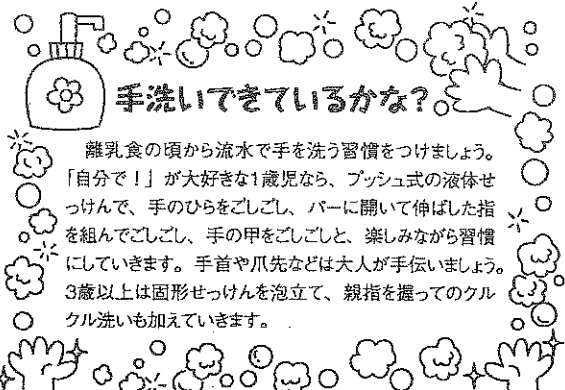 手洗いできているかな?
離乳食の頃から流水で手を洗う習慣をつけましょう。
「自分で!」が大好きな1歳児なら、プッシュ式の液体せ
っけんで、手のひらをごしごし、パーに開いて伸ばした指
を組んでごしごし、手の甲をごしごしと、楽しみながら習慣
にしていきます。手首や爪先などは大人が手伝いましょう。
3歳以上は固形せっけんを泡立て、親指を握ってのクル
クル洗いも加えていきます。